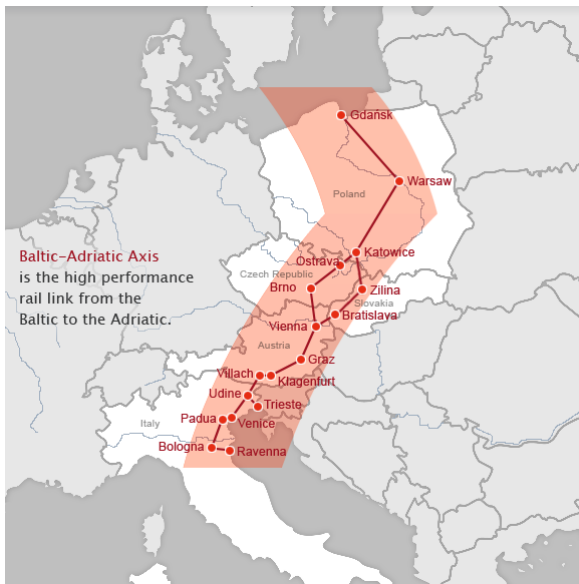 Gdańsk
Warsaw
Poland
Baltic–Adriatic Axis
is the high performance
rail link from the
Baltic to the Adriatic.
Katowice
Ostrava
Czech Republic
Brno
Zilina
Slovakia
Bratislava
Vienna
Austria
Graz
Villach
Klagenfurt
Udine
Trieste
Padua
Venice
Italy
Bologna
Ravenna